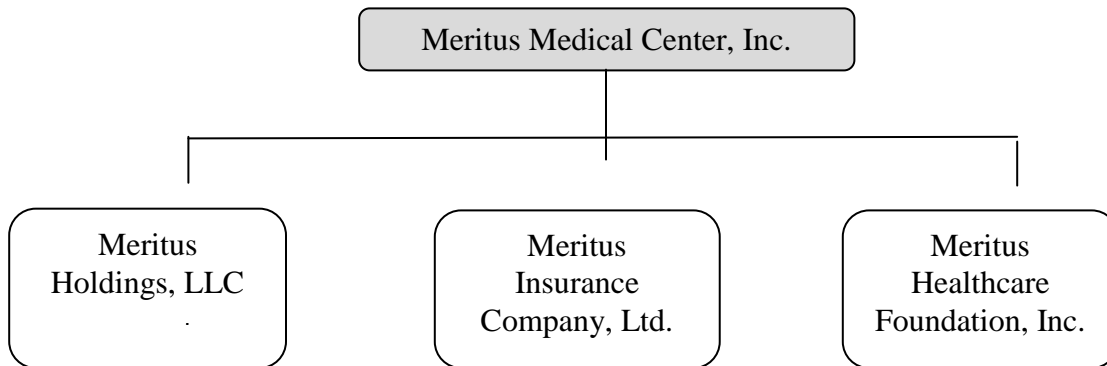 Meritus Medical Center, Inc.
Meritus
Holdings, LLC
.
Meritus
Insurance
Company, Ltd.
Meritus
Healthcare
Foundation, Inc.